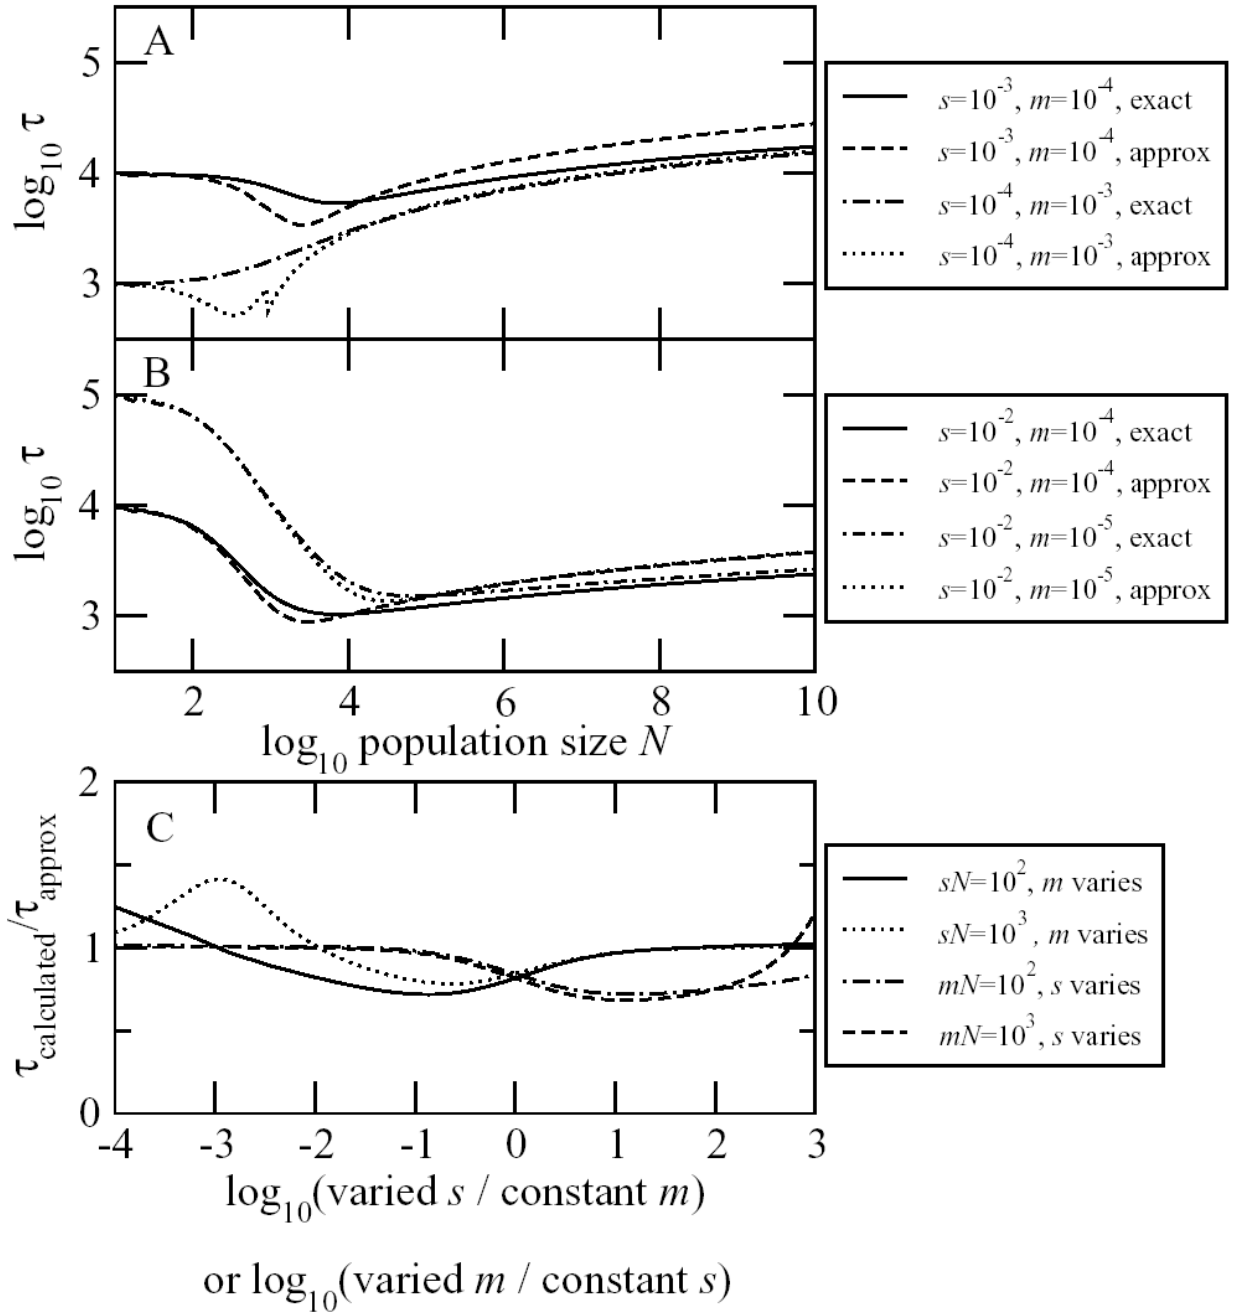 A
5
4
3
log10 τ
s=10^-3, m=10^-4, exact
s=10^-3, m=10^-4, approx
s=10^-4, m=10^-3, exact
s=10^-4, m=10^-3, approx
B
5
4
3
log10 τ
s=10^-2, m=10^-4, exact
s=10^-2, m=10^-4, approx
s=10^-2, m=10^-5, exact
s=10^-2, m=10^-5, approx
2 4 6 8 10
log10 population size N
C
2
1
0
τcalculated/τapprox
sN=10^2, m varies
sN=10^3, m varies
mN=10^2, s varies
mN=10^3, s varies
-4 -3 -2 -1 0 1 2 3
log10(varied s / constant m)
or log10(varied m / constant s)